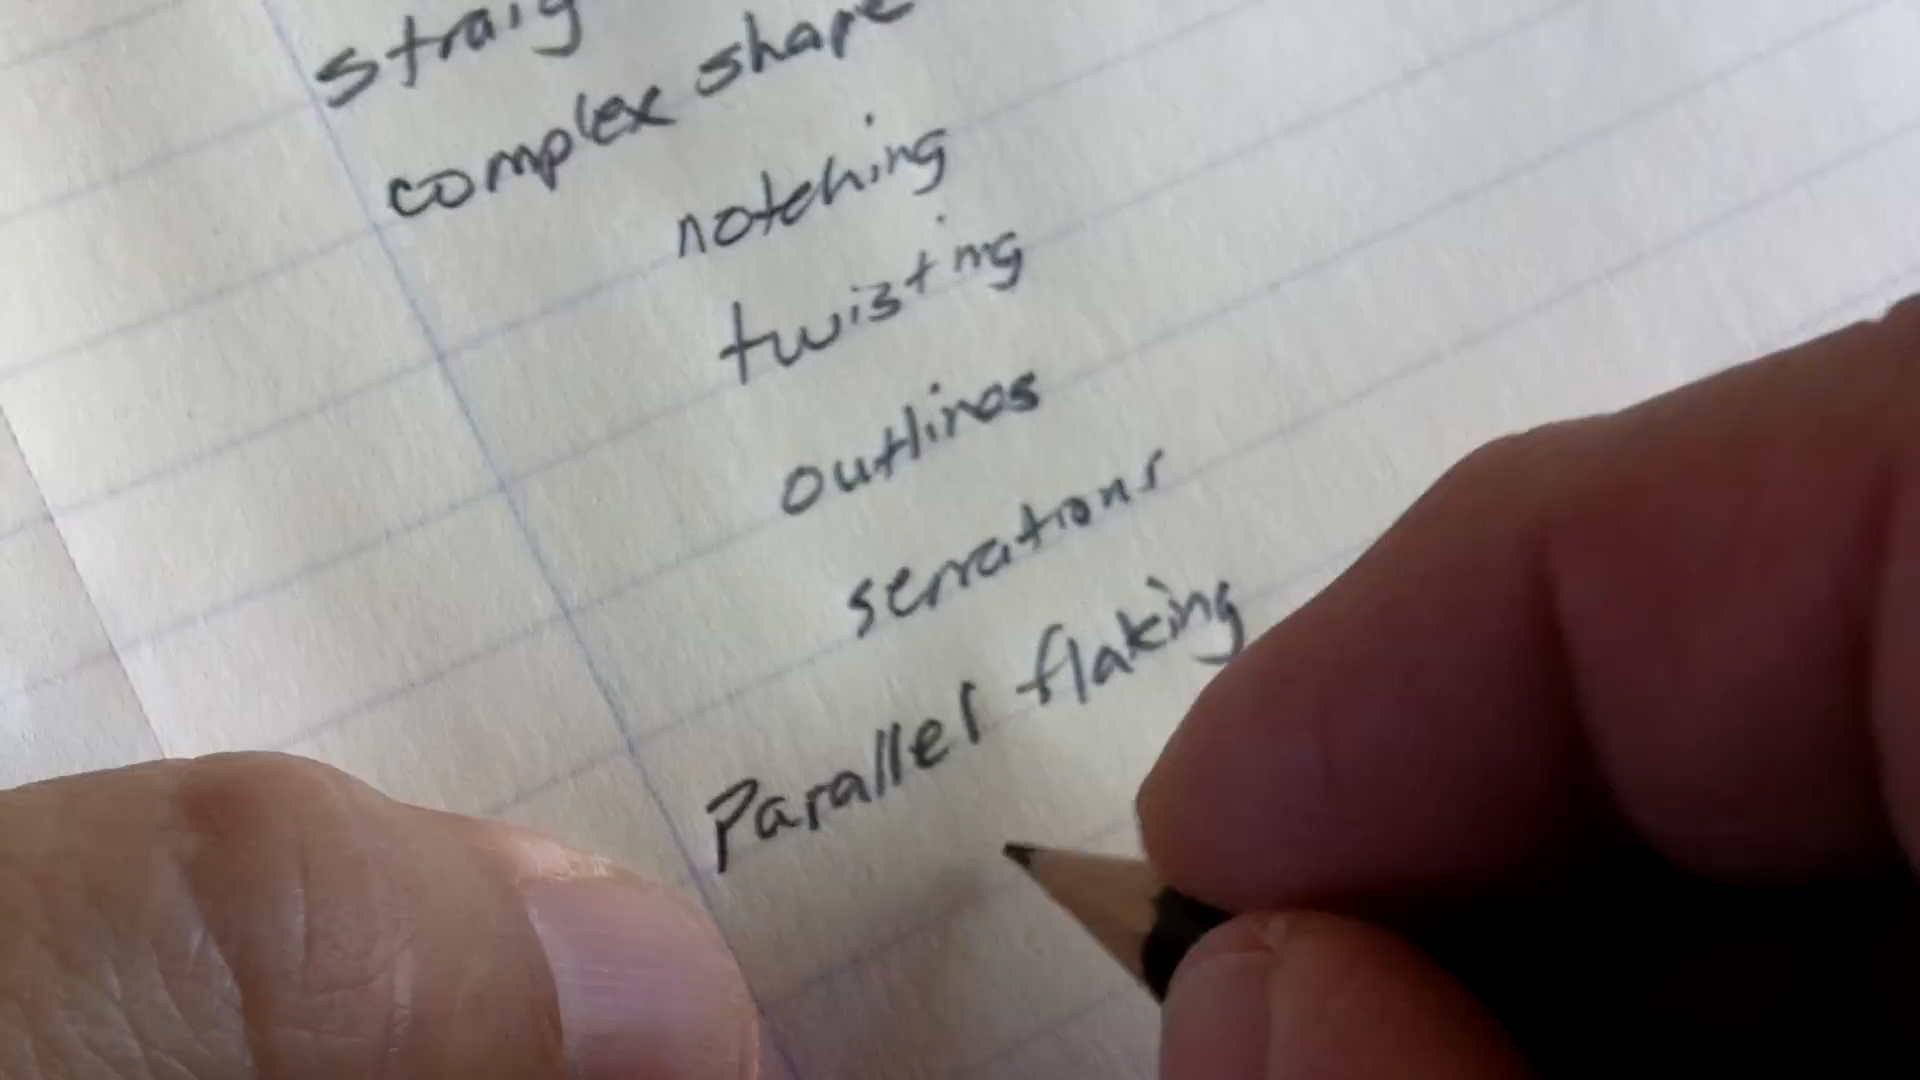 straig
complex shape
notching
twisting
outlines
serrations
Parallel flaking